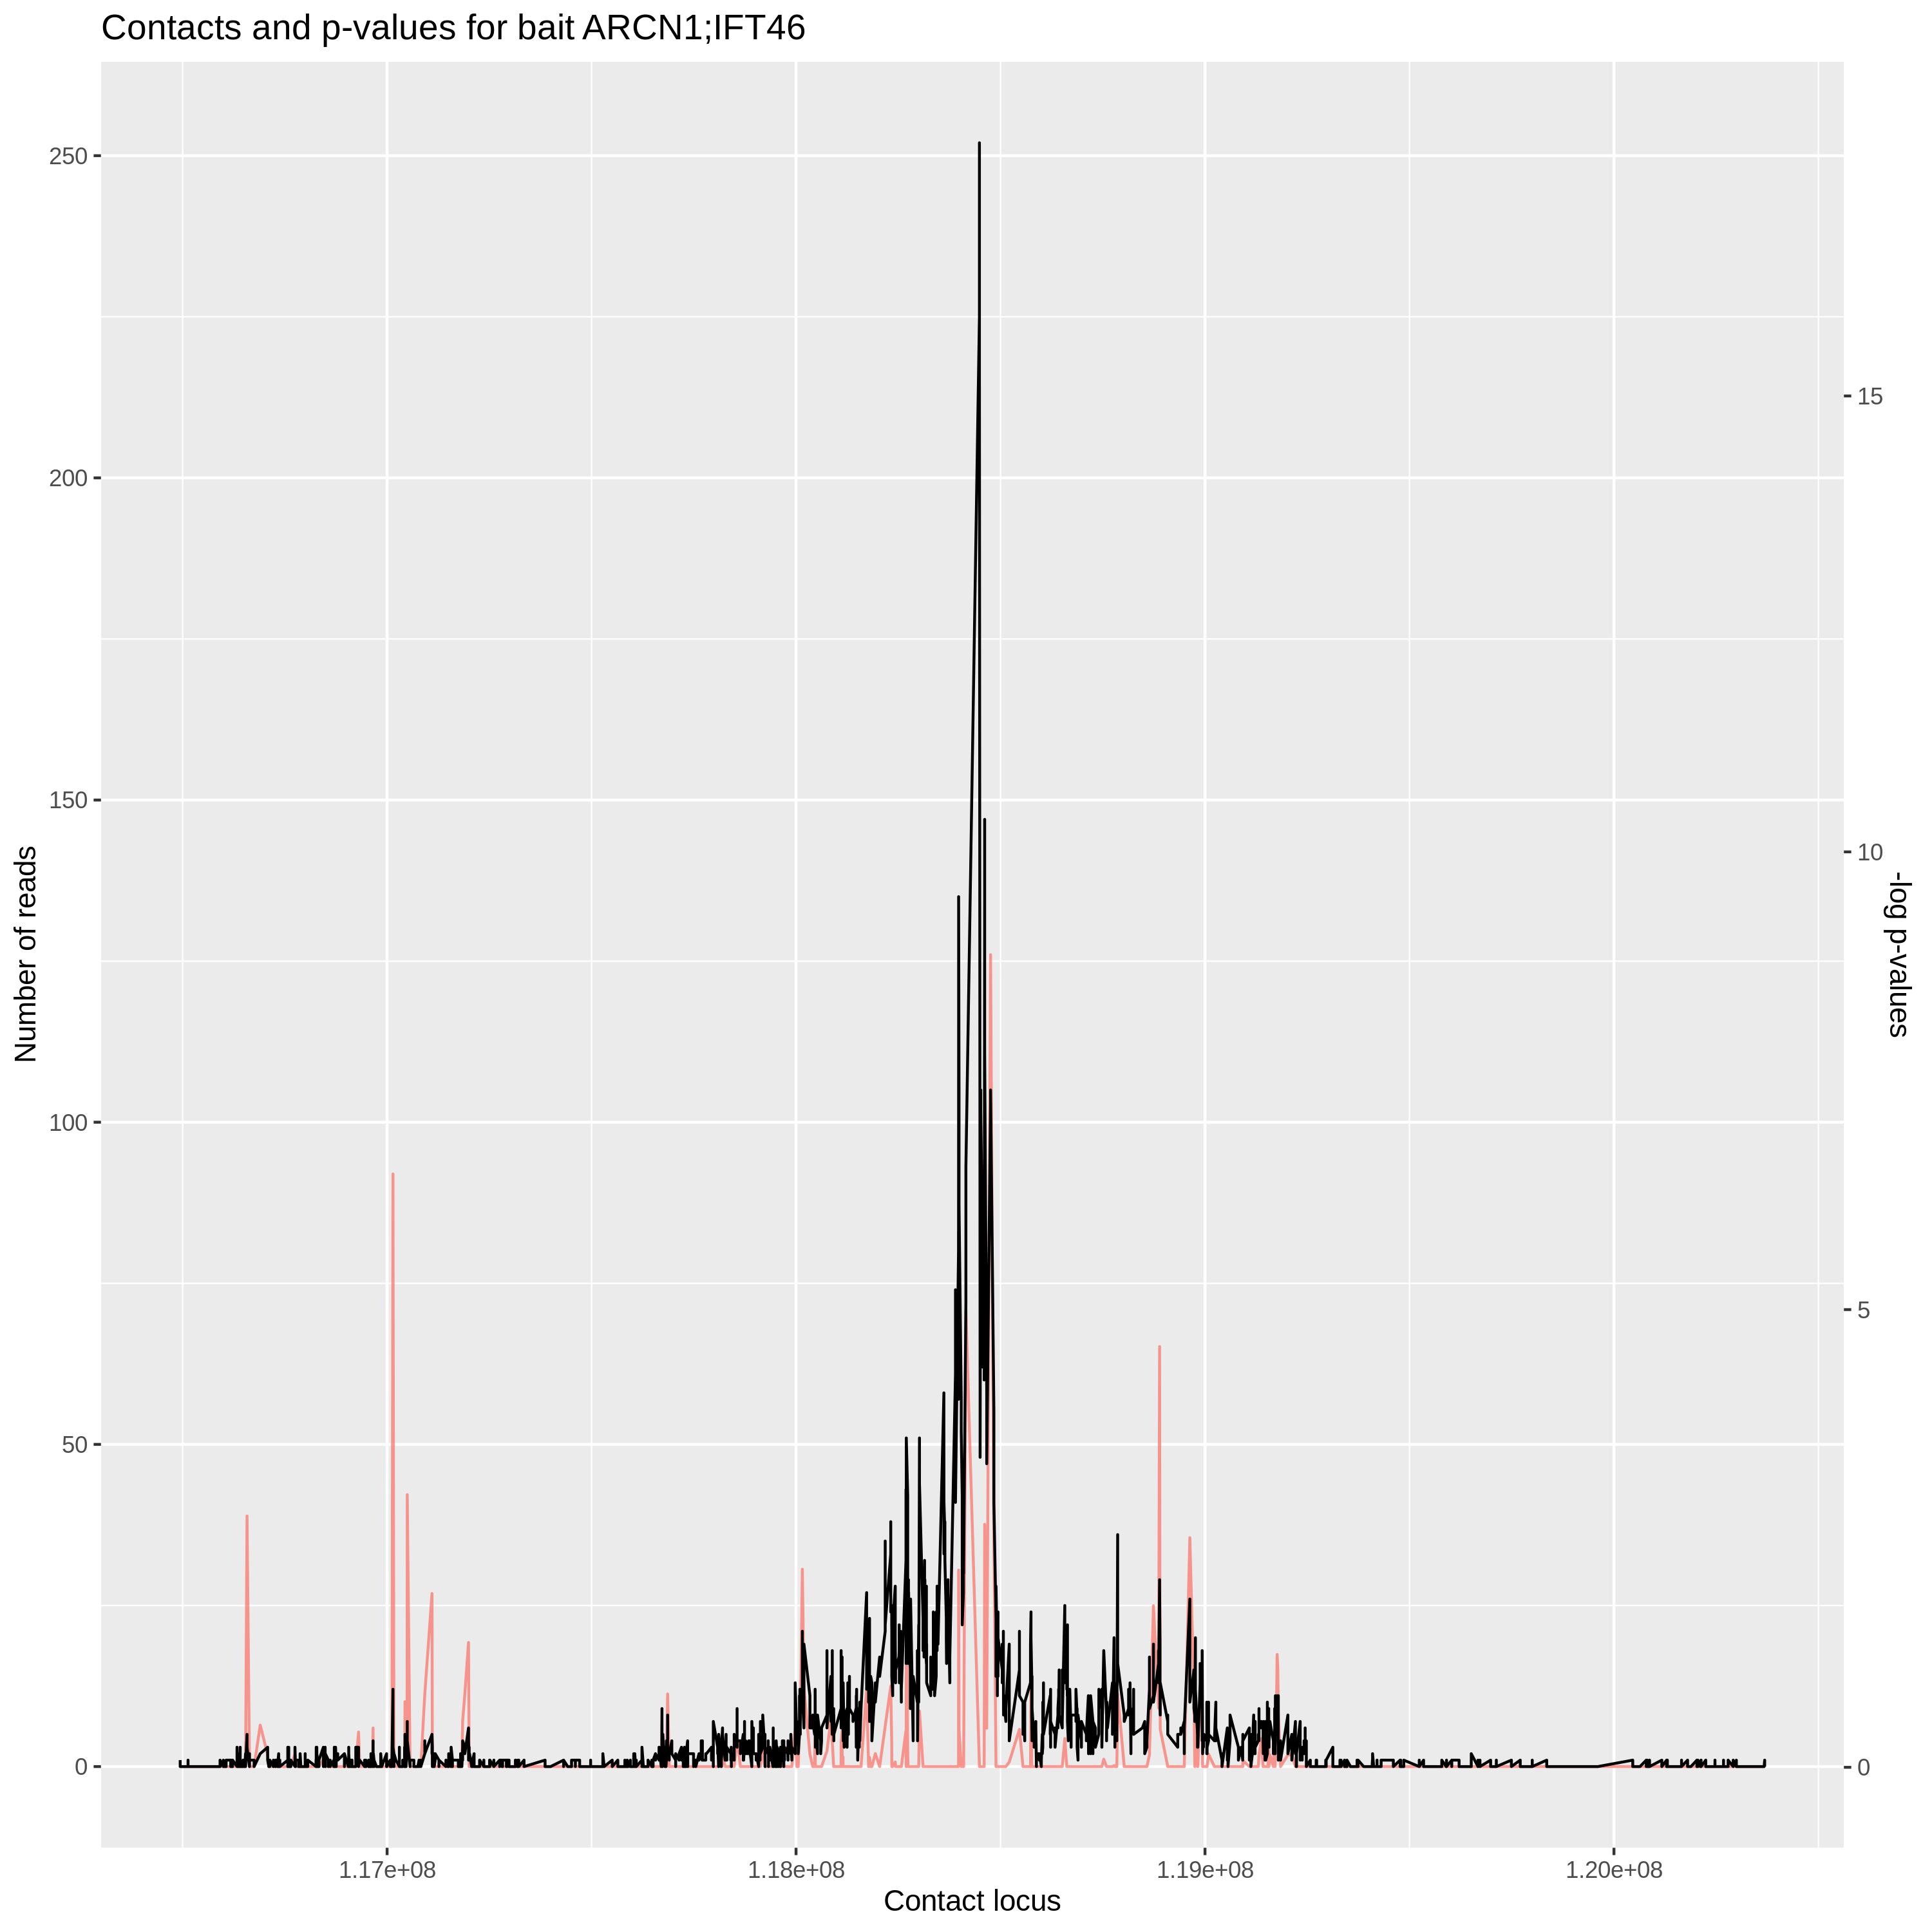 Contacts and p-values for bait ARCN1;IFT46
250
200
150
100
50
0
Number of reads
15
10
5
0
-log p-values
1.17e+08
1.18e+08
1.19e+08
1.20e+08
Contact locus